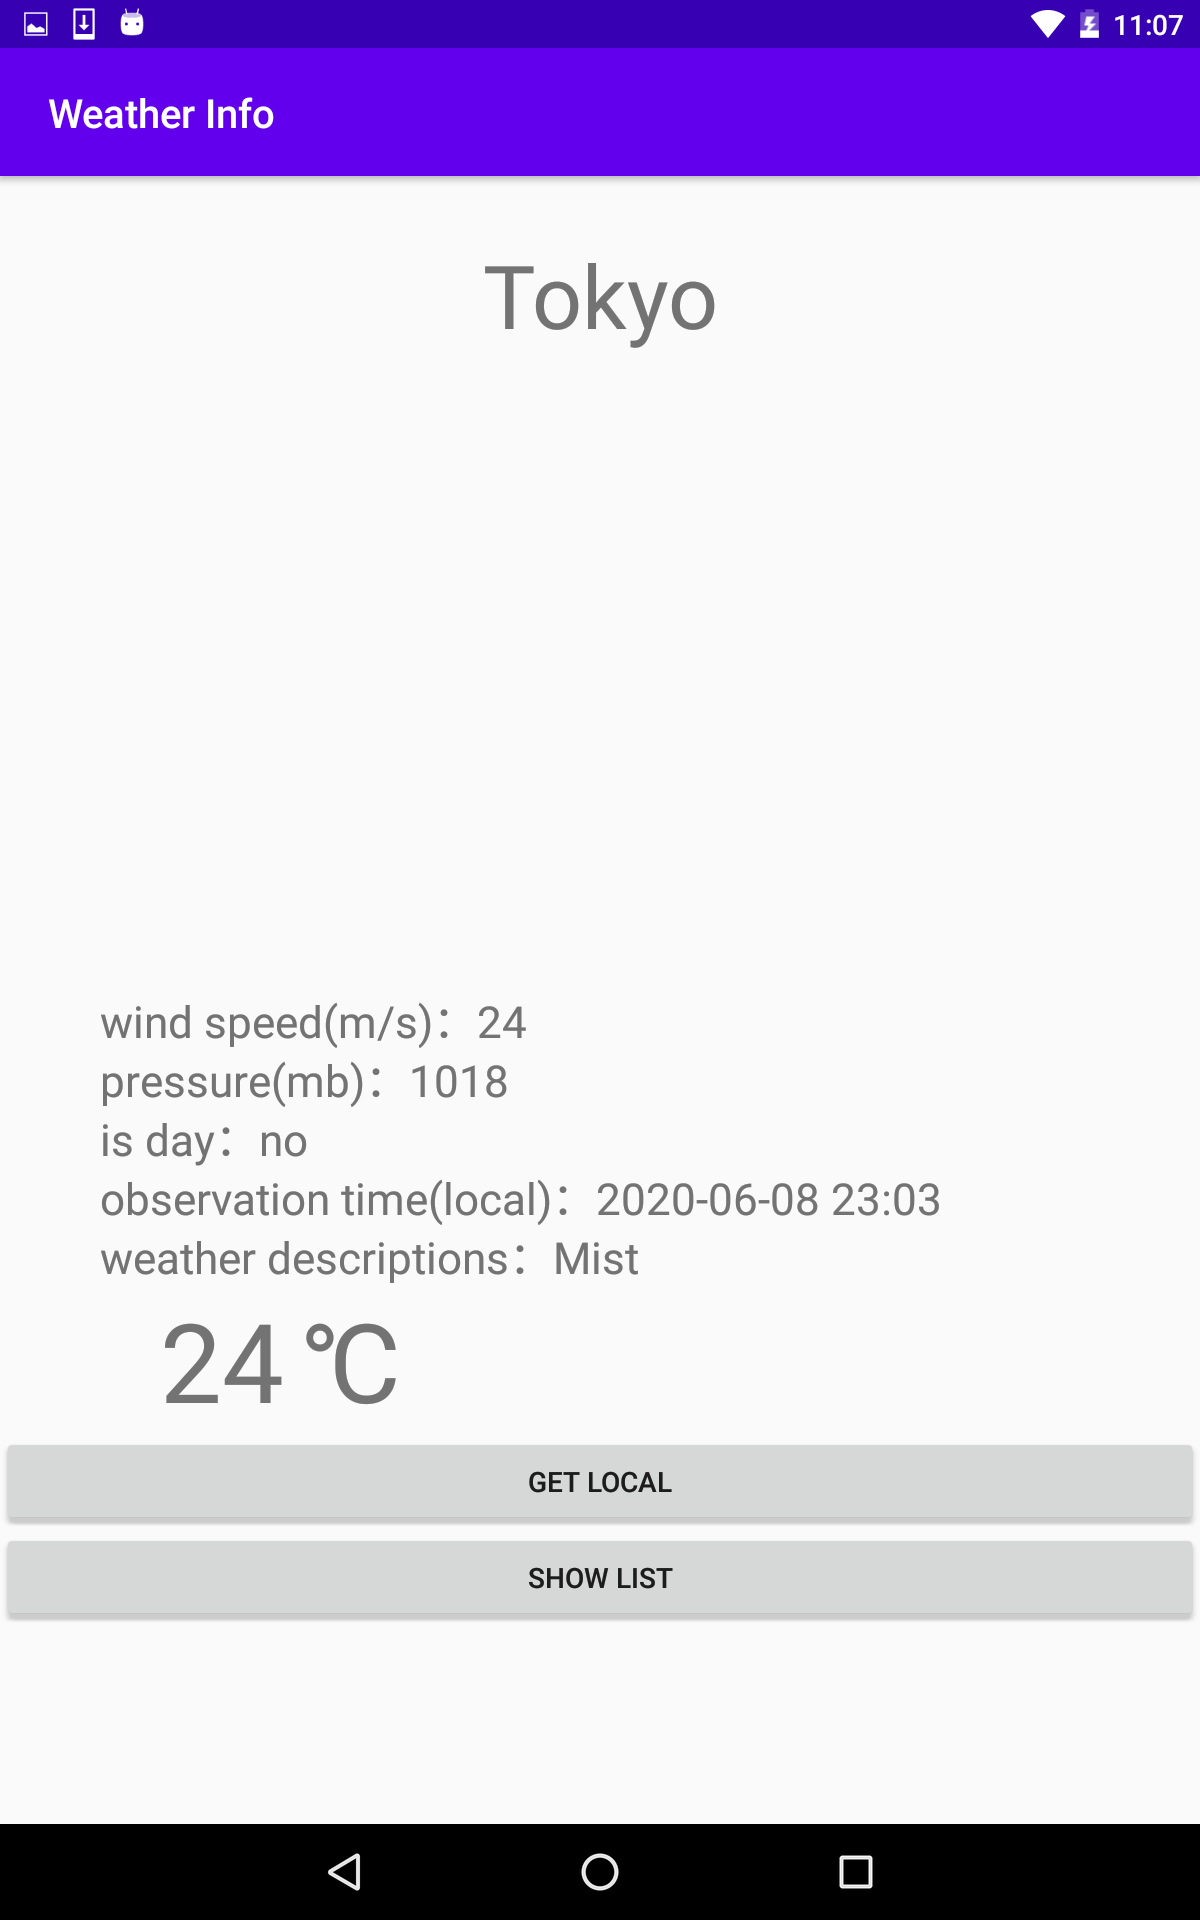 11:07
Weather Info
Tokyo
wind speed(m/s)：24
pressure(mb)：1018
is day：no
observation time(local)：2020-06-08 23:03
weather descriptions：Mist
24 ℃
GET LOCAL
SHOW LIST